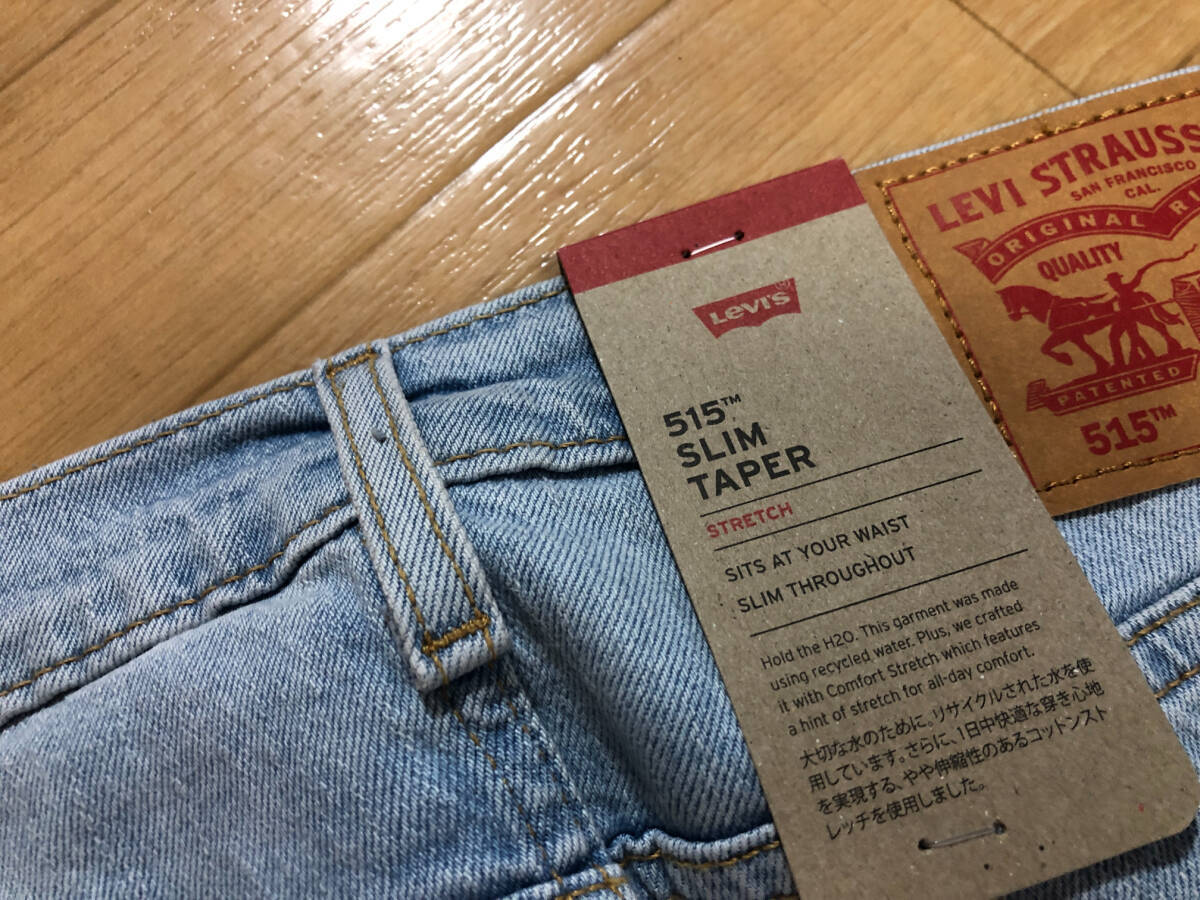 Levi's®
515™
SLIM
TAPER
STRETCH
SITS AT YOUR WAIST
SLIM THROUGHOUT
Hold the H2O. This garment was made
using recycled water. Plus, we crafted
it with Comfort Stretch which features
a hint of stretch for all-day comfort.
大切な水のために。リサイクルされた水を使
用しています。さらに、1日中快適な穿き心地
を実現する、やや伸縮性のあるコットンスト
レッチを使用しました。
LEVI STRAUSS
SAN FRANCISCO
CAL.
ORIGINAL
QUALITY
PATENTED
515™